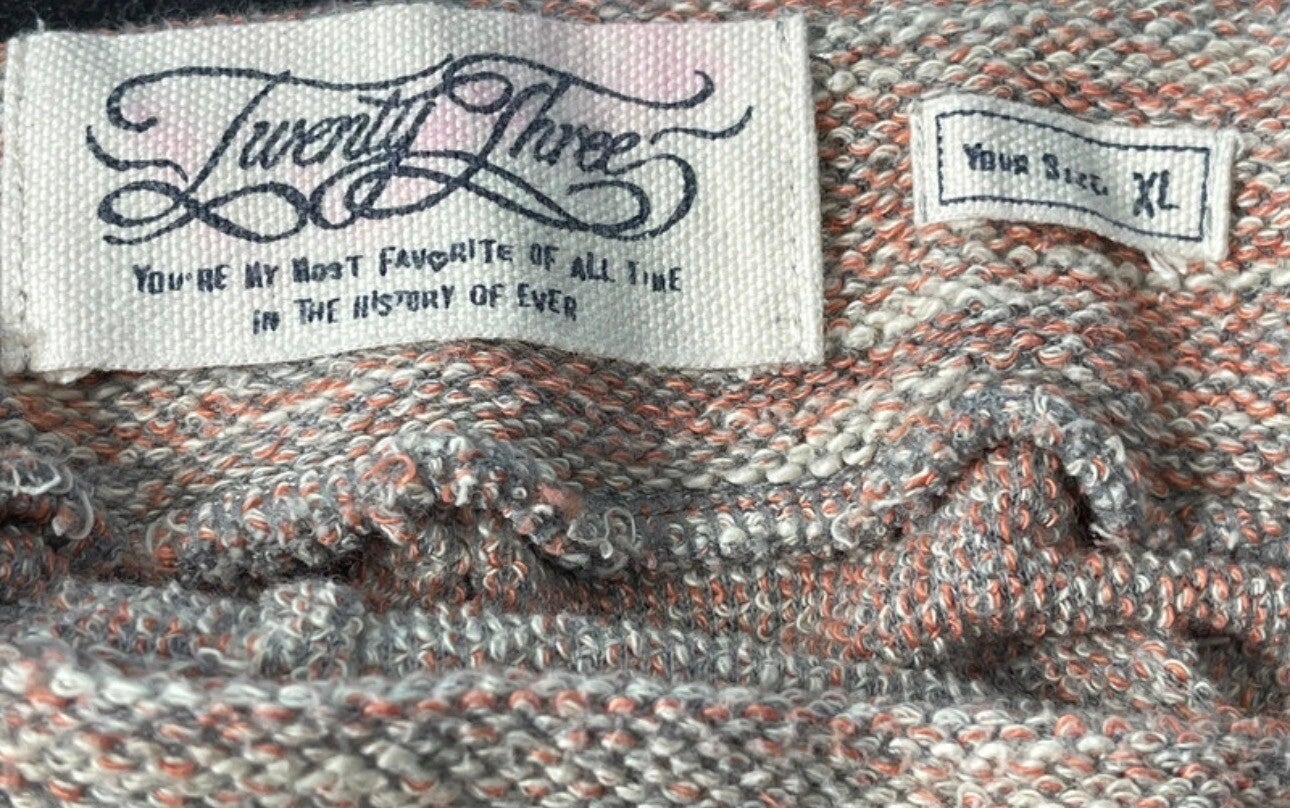 Twenty Three
YOU'RE MY MOST FAVORITE OF ALL TIME
IN THE HISTORY OF EVER
YOUR SIZE. XL